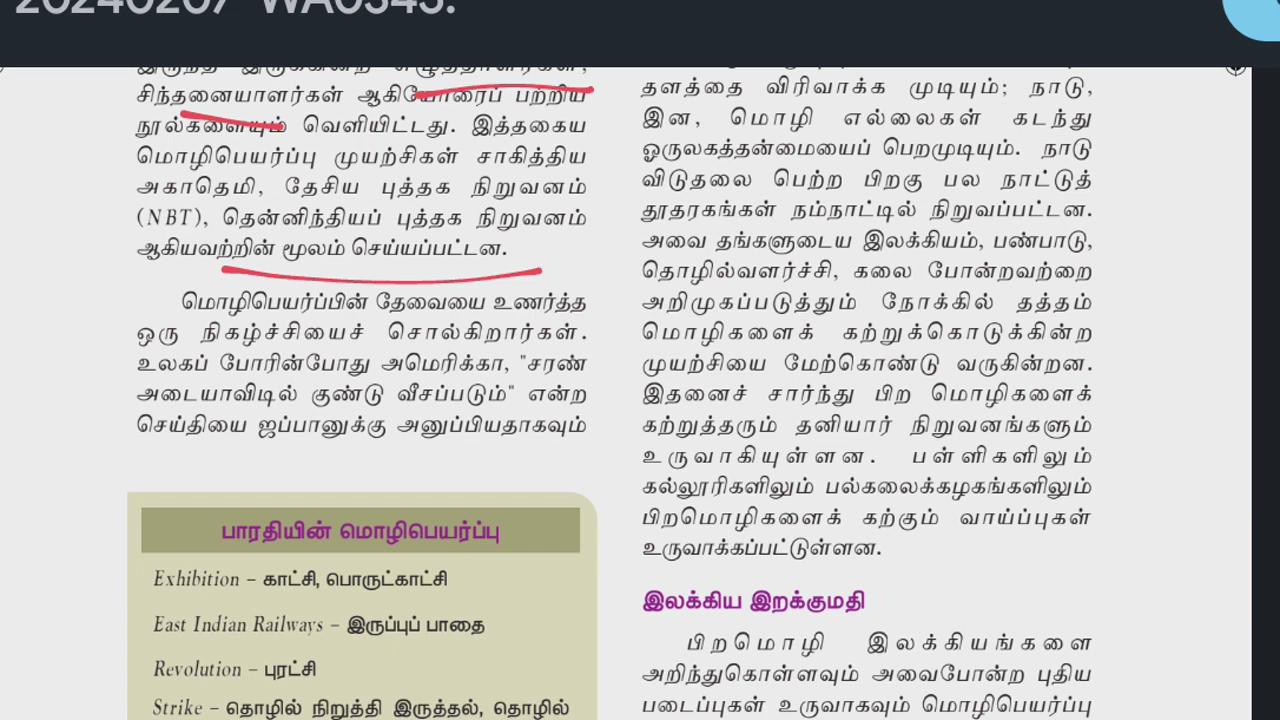 20240207 WA0343.
சிந்தனையாளர்கள் ஆகியோரைப் பற்றிய
நூல்களையும் வெளியிட்டது. இத்தகைய
மொழிபெயர்ப்பு முயற்சிகள் சாகித்திய
அகாதெமி, தேசிய புத்தக நிறுவனம்
(NBT), தென்னிந்தியப் புத்தக நிறுவனம்
ஆகியவற்றின் மூலம் செய்யப்பட்டன.
மொழிபெயர்ப்பின் தேவையை உணர்த்த
ஒரு நிகழ்ச்சியைச் சொல்கிறார்கள்.
உலகப் போரின்போது அமெரிக்கா, "சரண்
அடையாவிடில் குண்டு வீசப்படும்" என்ற
செய்தியை ஜப்பானுக்கு அனுப்பியதாகவும்
பாரதியின் மொழிபெயர்ப்பு
Exhibition – காட்சி, பொருட்காட்சி
East Indian Railways – இருப்புப் பாதை
Revolution – புரட்சி
Strike – தொழில் நிறுத்தி இருத்தல், தொழில்
தளத்தை விரிவாக்க முடியும்; நாடு,
இன, மொழி எல்லைகள் கடந்து
ஓருலகத்தன்மையைப் பெறமுடியும். நாடு
விடுதலை பெற்ற பிறகு பல நாட்டுத்
தூதரகங்கள் நம்நாட்டில் நிறுவப்பட்டன.
அவை தங்களுடைய இலக்கியம், பண்பாடு,
தொழில்வளர்ச்சி, கலை போன்றவற்றை
அறிமுகப்படுத்தும் நோக்கில் தத்தம்
மொழிகளைக் கற்றுக்கொடுக்கின்ற
முயற்சியை மேற்கொண்டு வருகின்றன.
இதனைச் சார்ந்து பிற மொழிகளைக்
கற்றுத்தரும் தனியார் நிறுவனங்களும்
உருவாகியுள்ளன. பள்ளிகளிலும்
கல்லூரிகளிலும் பல்கலைக்கழகங்களிலும்
பிறமொழிகளைக் கற்கும் வாய்ப்புகள்
உருவாக்கப்பட்டுள்ளன.
இலக்கிய இறக்குமதி
பிறமொழி இலக்கியங்களை
அறிந்துகொள்ளவும் அவைபோன்ற புதிய
படைப்புகள் உருவாகவும் மொழிபெயர்ப்பு